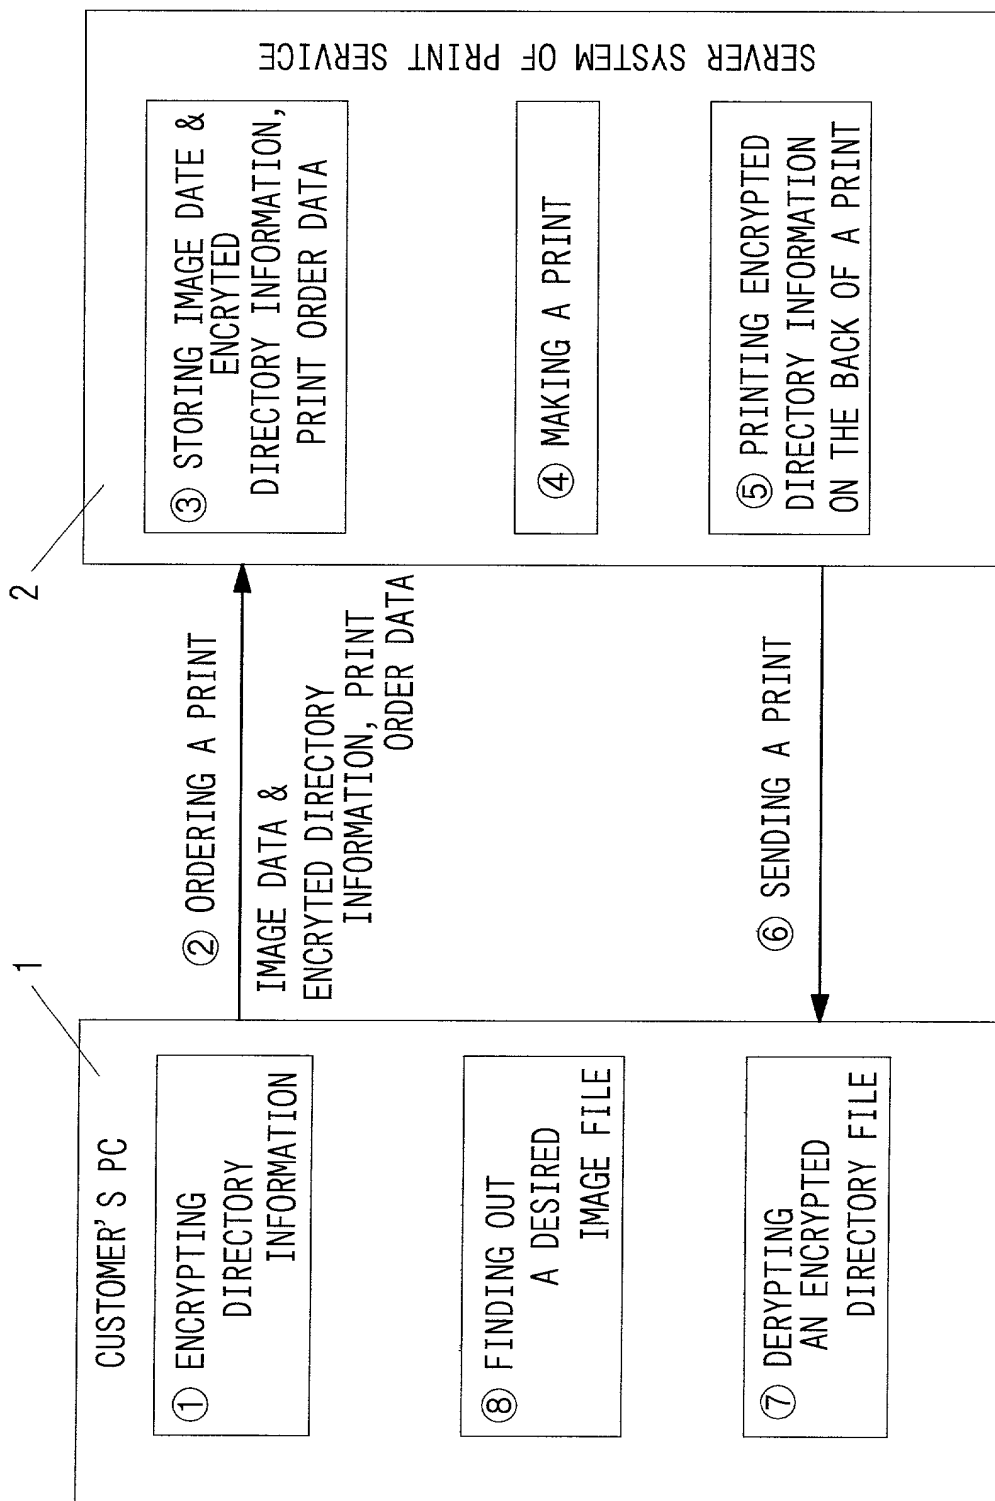 CUSTOMER'S PC
1
① ENCRYPTING
DIRECTORY
INFORMATION
⑧ FINDING OUT
A DESIRED
IMAGE FILE
⑦ DERYPTING
AN ENCRYPTED
DIRECTORY FILE
② ORDERING A PRINT
IMAGE DATA &
ENCRYTED DIRECTORY
INFORMATION, PRINT
ORDER DATA
⑥ SENDING A PRINT
2
③ STORING IMAGE DATE &
ENCRYTED
DIRECTORY INFORMATION,
PRINT ORDER DATA
④ MAKING A PRINT
⑤ PRINTING ENCRYPTED
DIRECTORY INFORMATION
ON THE BACK OF A PRINT
SERVER SYSTEM OF PRINT SERVICE